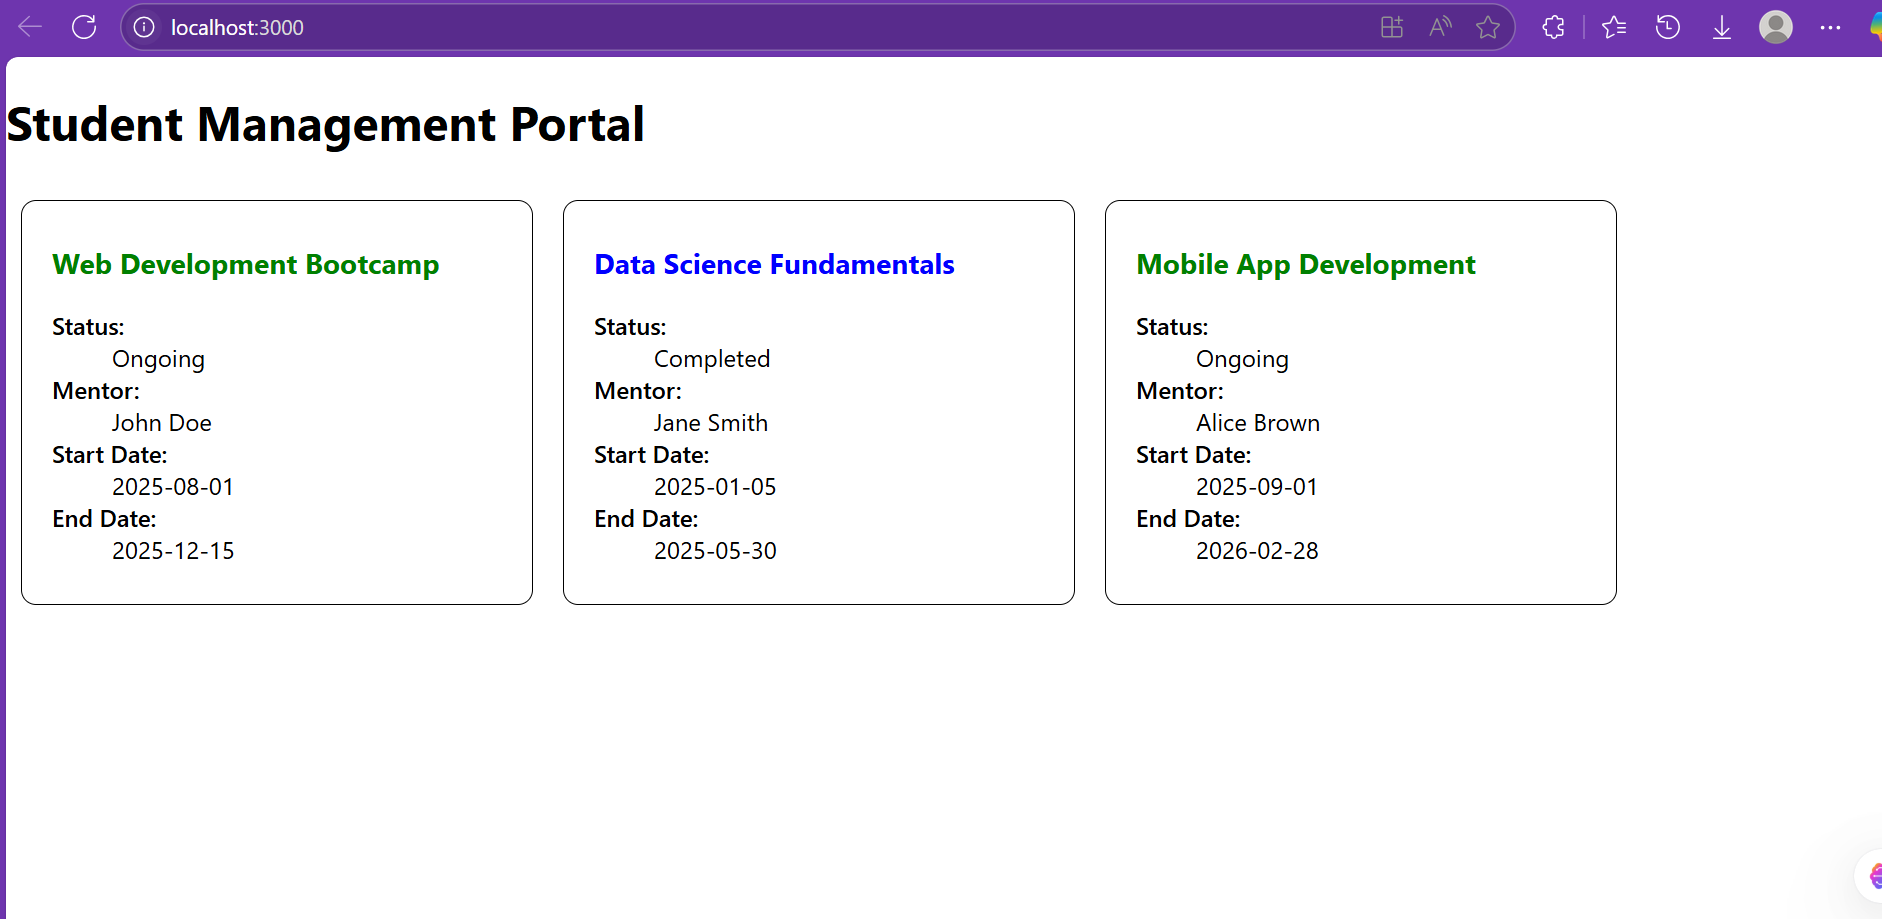 localhost:3000
Student Management Portal
Web Development Bootcamp
Status:
Ongoing
Mentor:
John Doe
Start Date:
2025-08-01
End Date:
2025-12-15
Data Science Fundamentals
Status:
Completed
Mentor:
Jane Smith
Start Date:
2025-01-05
End Date:
2025-05-30
Mobile App Development
Status:
Ongoing
Mentor:
Alice Brown
Start Date:
2025-09-01
End Date:
2026-02-28